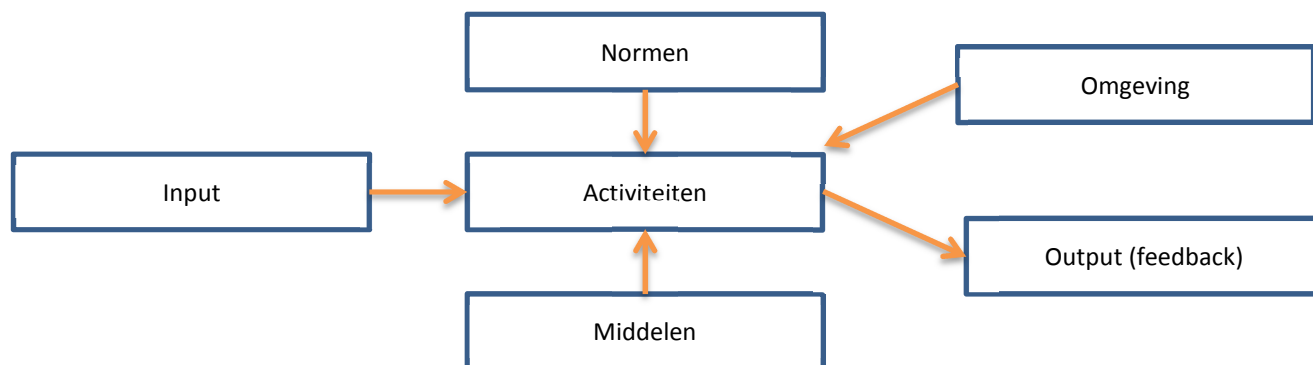 Normen
Omgeving
Input
Activiteiten
Output (feedback)
Middelen